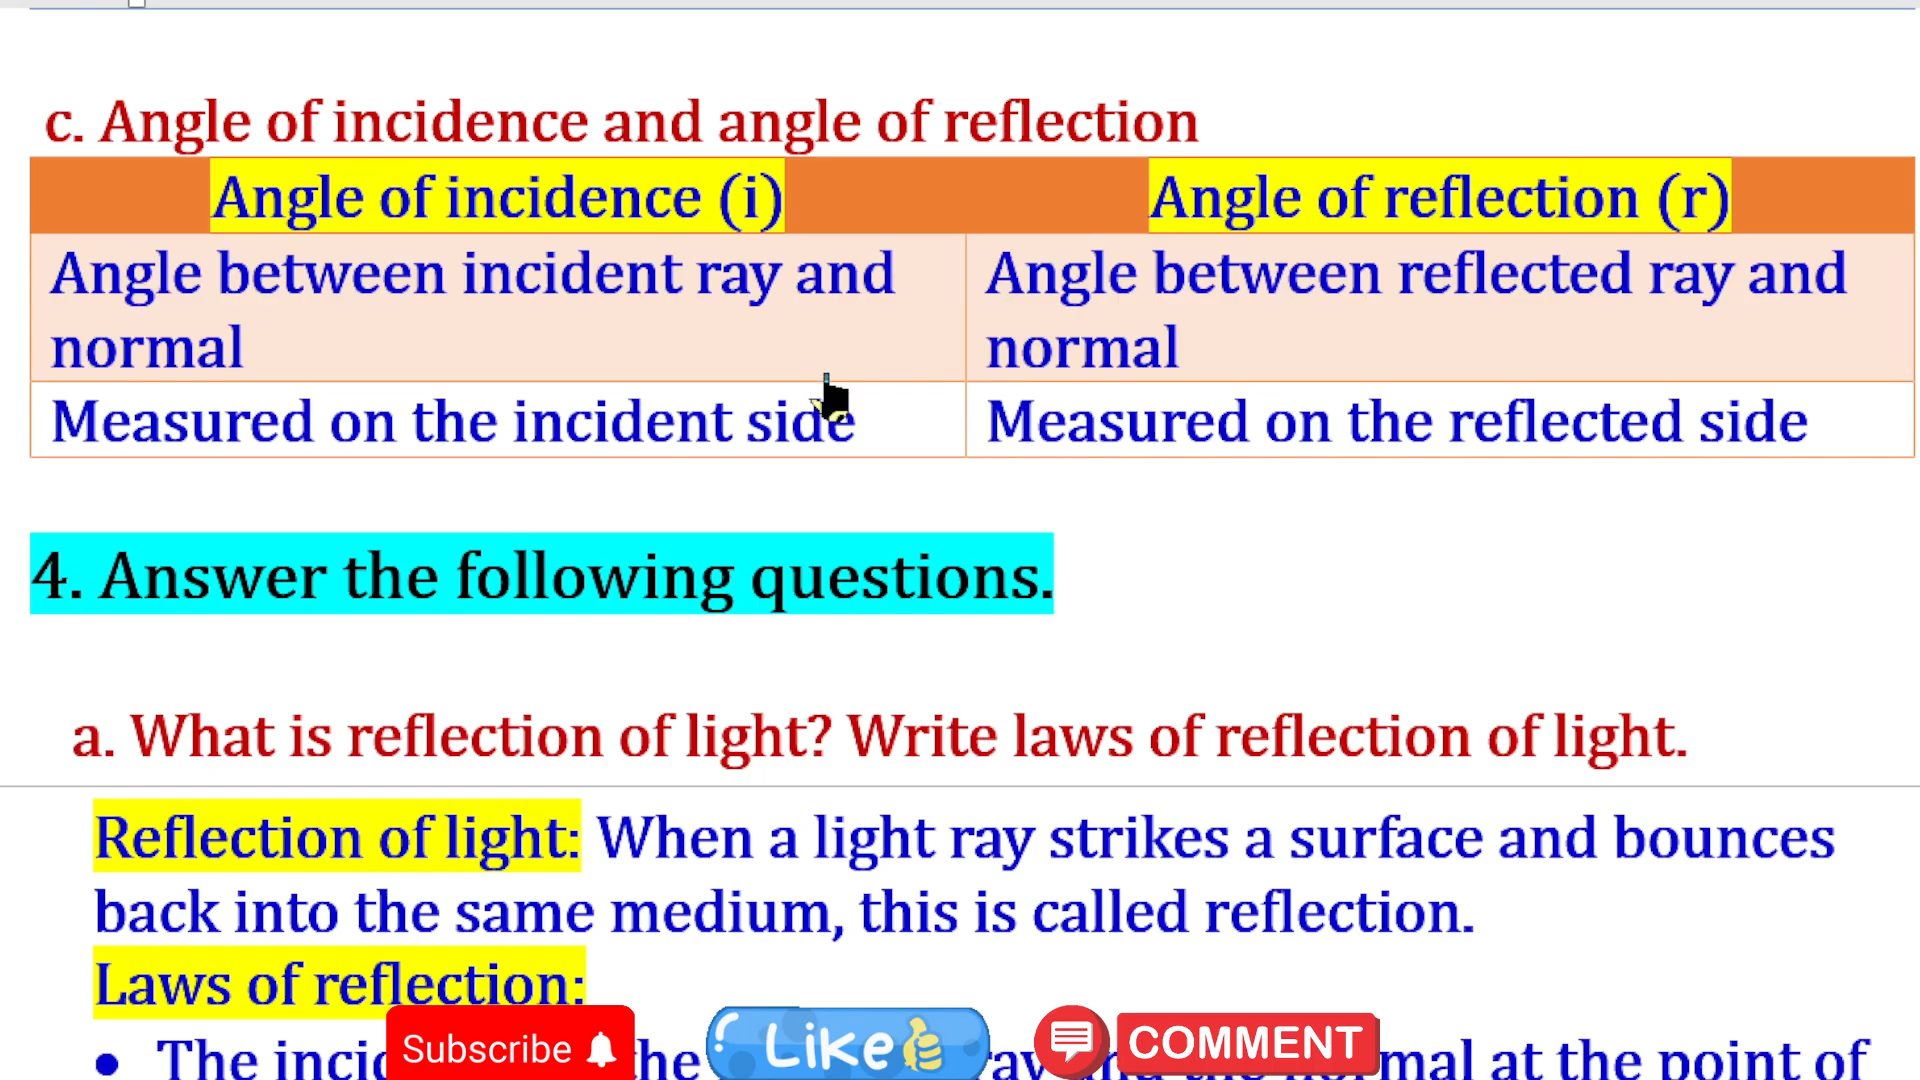 c. Angle of incidence and angle of reflection
Angle of incidence (i)
Angle of reflection (r)
Angle between incident ray and
normal
Angle between reflected ray and
normal
Measured on the incident side
Measured on the reflected side
4. Answer the following questions.
a. What is reflection of light? Write laws of reflection of light.
Reflection of light: When a light ray strikes a surface and bounces
back into the same medium, this is called reflection.
Laws of reflection:
• The the and the normal at the point of
Subscribe
Like
COMMENT